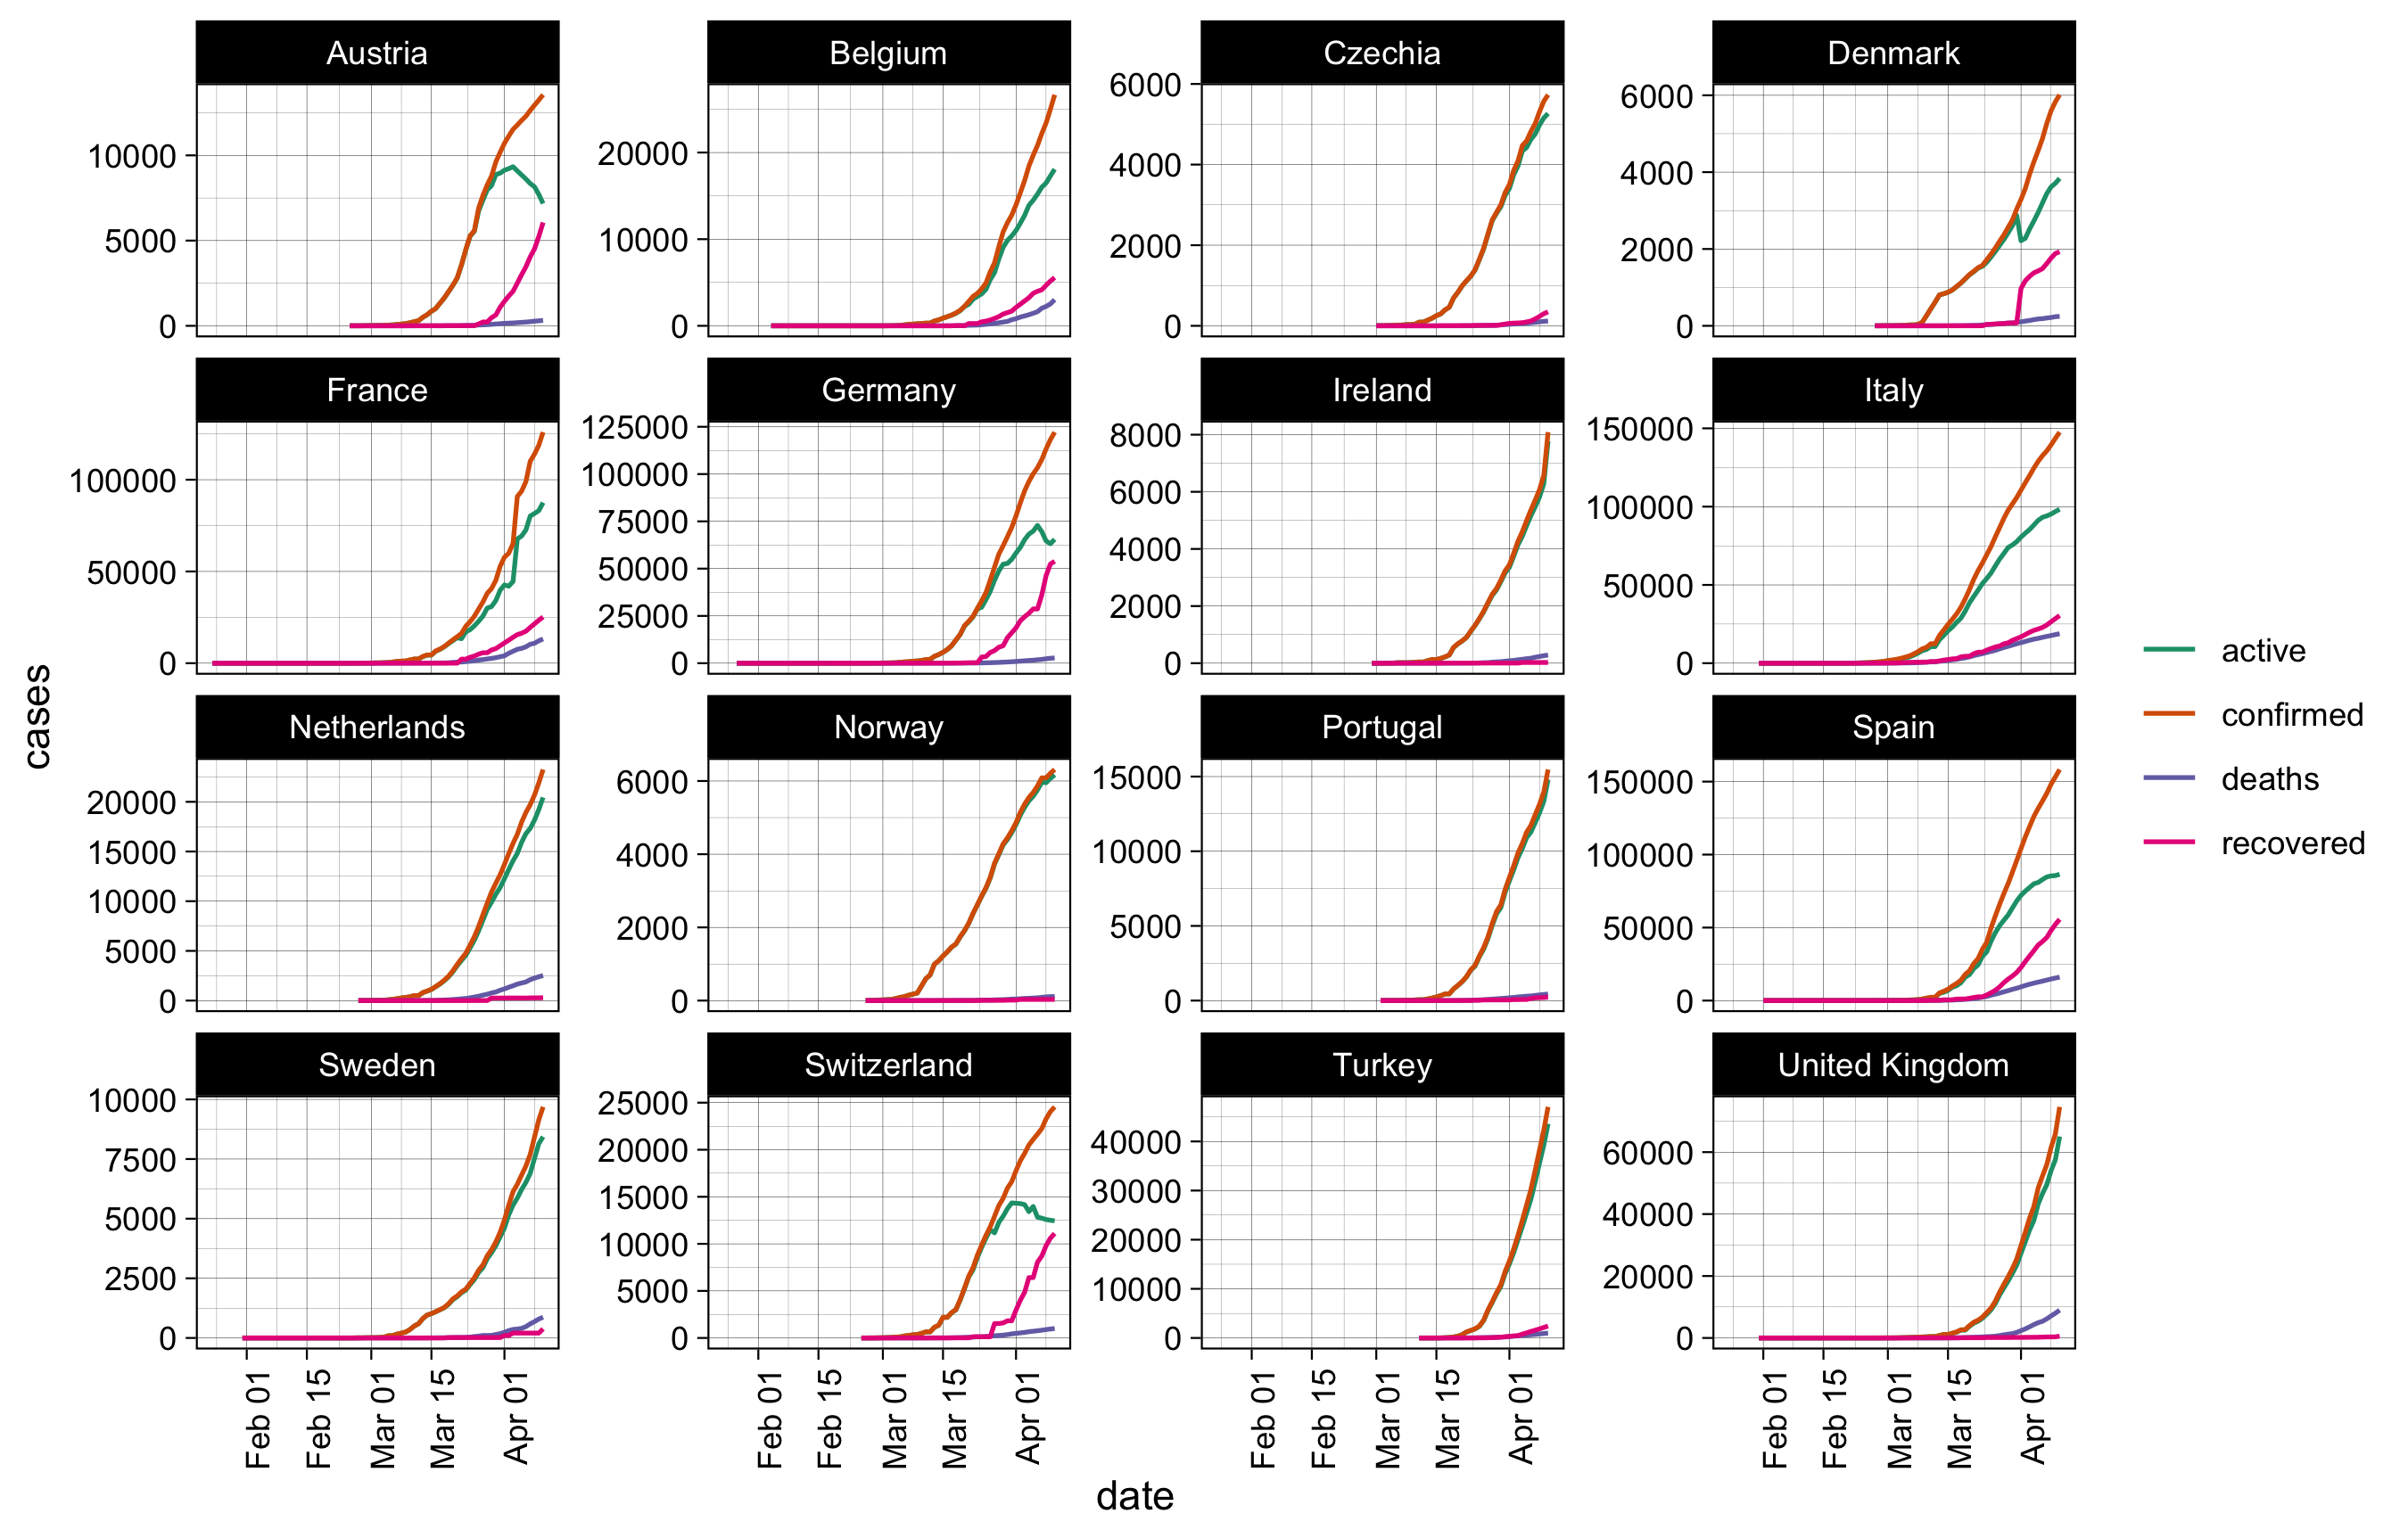 Austria
Belgium
Czechia
Denmark
10000
5000
0
20000
10000
0
6000
4000
2000
0
6000
4000
2000
0
France
Germany
Ireland
Italy
100000
50000
0
125000
100000
75000
50000
25000
0
8000
6000
4000
2000
0
150000
100000
50000
0
Netherlands
Norway
Portugal
Spain
20000
15000
10000
5000
0
6000
4000
2000
0
15000
10000
5000
0
150000
100000
50000
0
Sweden
Switzerland
Turkey
United Kingdom
10000
7500
5000
2500
0
25000
20000
15000
10000
5000
0
40000
30000
20000
10000
0
60000
40000
20000
0
Feb 01
Feb 15
Mar 01
Mar 15
Apr 01
Feb 01
Feb 15
Mar 01
Mar 15
Apr 01
Feb 01
Feb 15
Mar 01
Mar 15
Apr 01
Feb 01
Feb 15
Mar 01
Mar 15
Apr 01
cases
date
active
confirmed
deaths
recovered